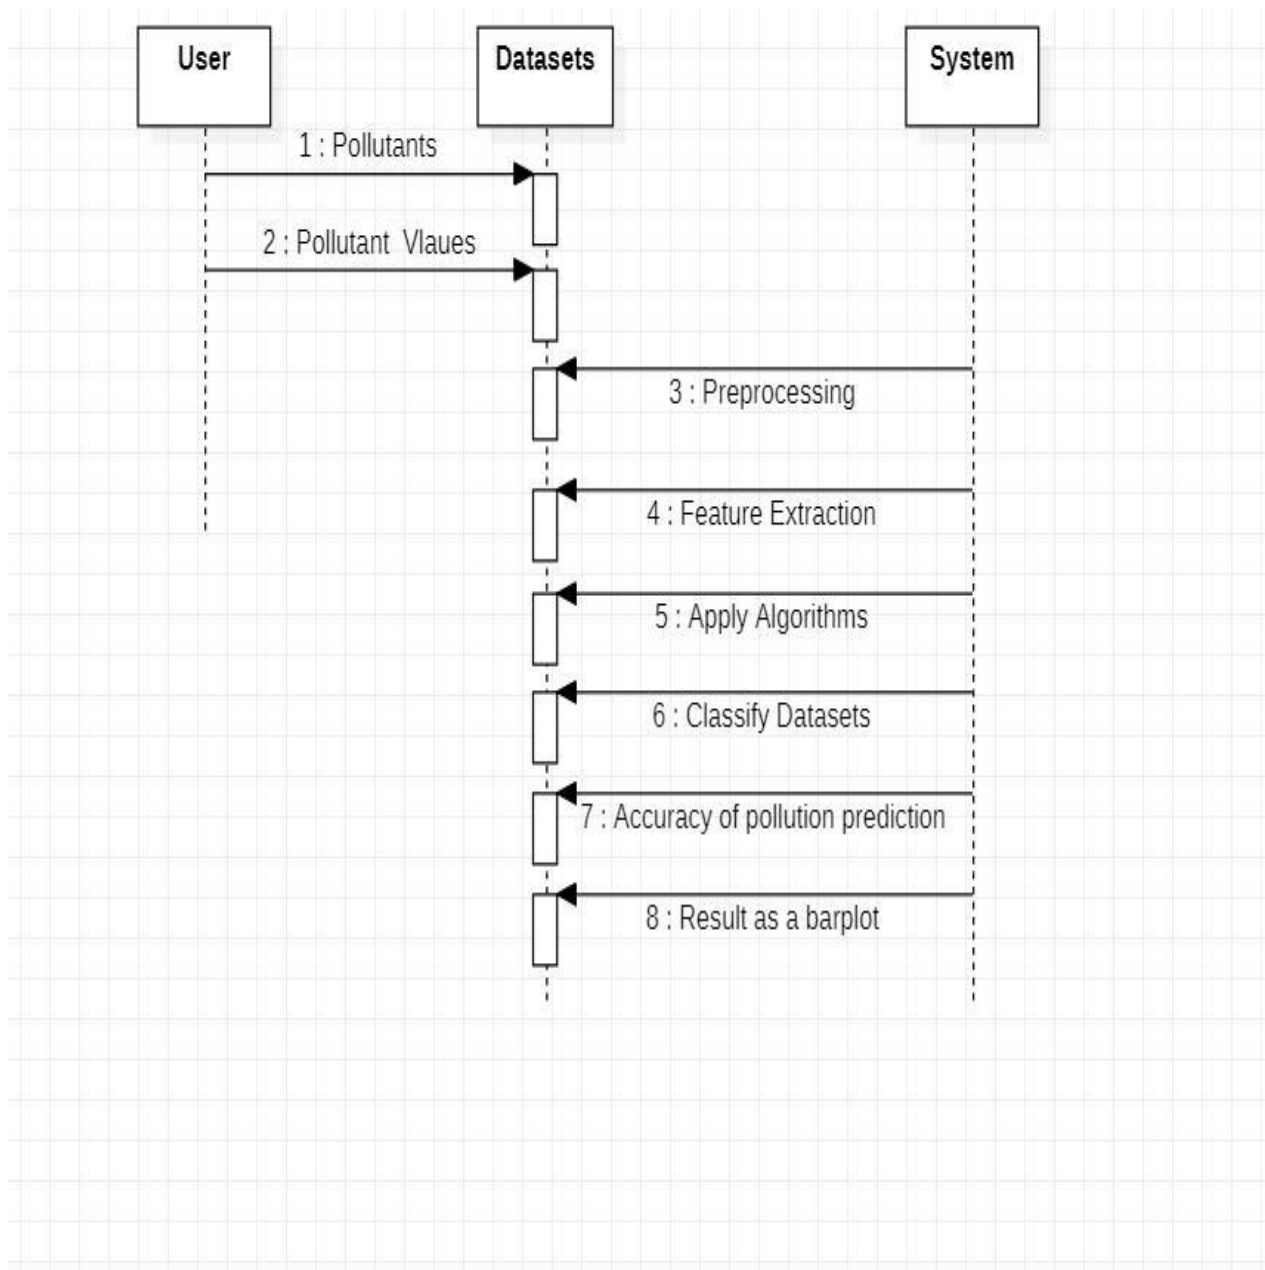 User
Datasets
System
1 : Pollutants
2 : Pollutant Vlaues
3 : Preprocessing
4 : Feature Extraction
5 : Apply Algorithms
6 : Classify Datasets
7 : Accuracy of pollution prediction
8 : Result as a barplot